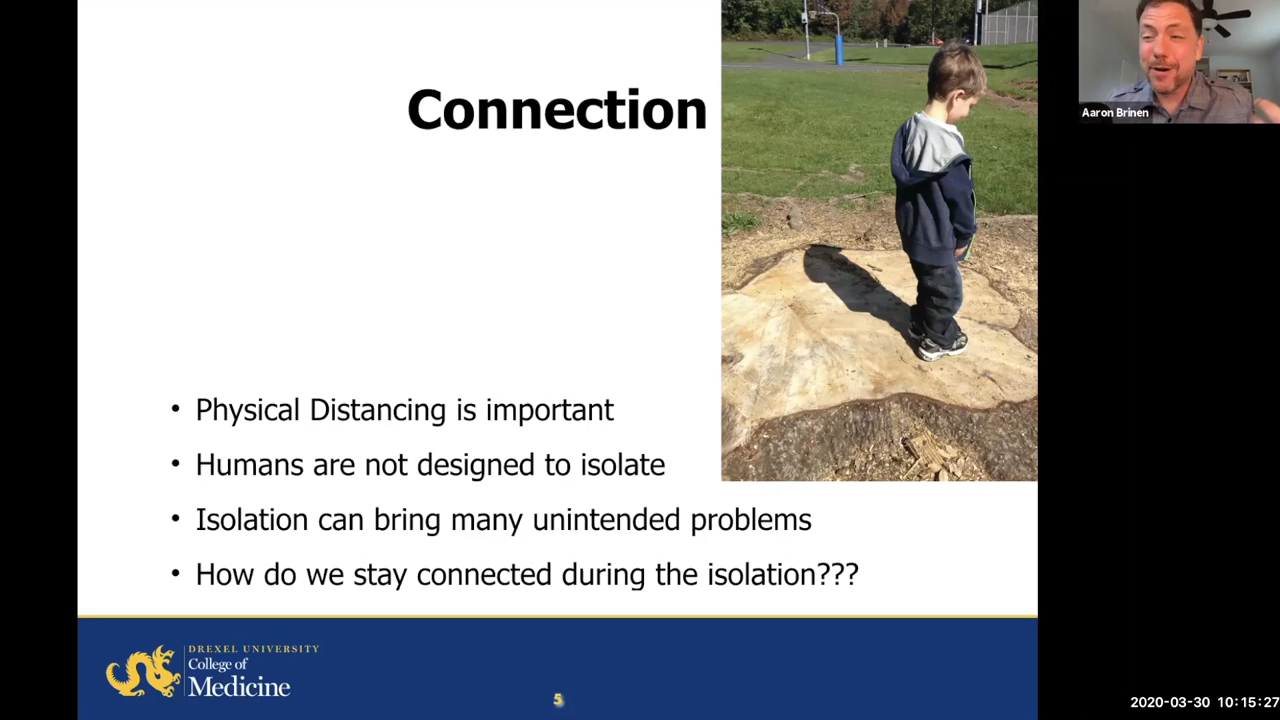 Connection
Aaron Brinen
• Physical Distancing is important
• Humans are not designed to isolate
• Isolation can bring many unintended problems
• How do we stay connected during the isolation???
DREXEL UNIVERSITY
College of
Medicine
5
2020-03-30 10:15:27